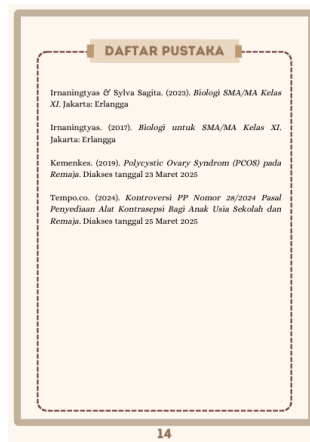 DAFTAR PUSTAKA
Irnaningtyas & Sylva Sagita. (2023). Biologi SMA/MA Kelas
XI. Jakarta: Erlangga
Irnaningtyas. (2017). Biologi untuk SMA/MA Kelas XI.
Jakarta: Erlangga
Kemenkes. (2019). Polycystic Ovary Syndrom (PCOS) pada
Remaja. Diakses tanggal 23 Maret 2025
Tempo.co. (2024). Kontroversi PP Nomor 28/2024 Pasal
Penyediaan Alat Kontrasepsi Bagi Anak Usia Sekolah dan
Remaja. Diakses tanggal 25 Maret 2025
14